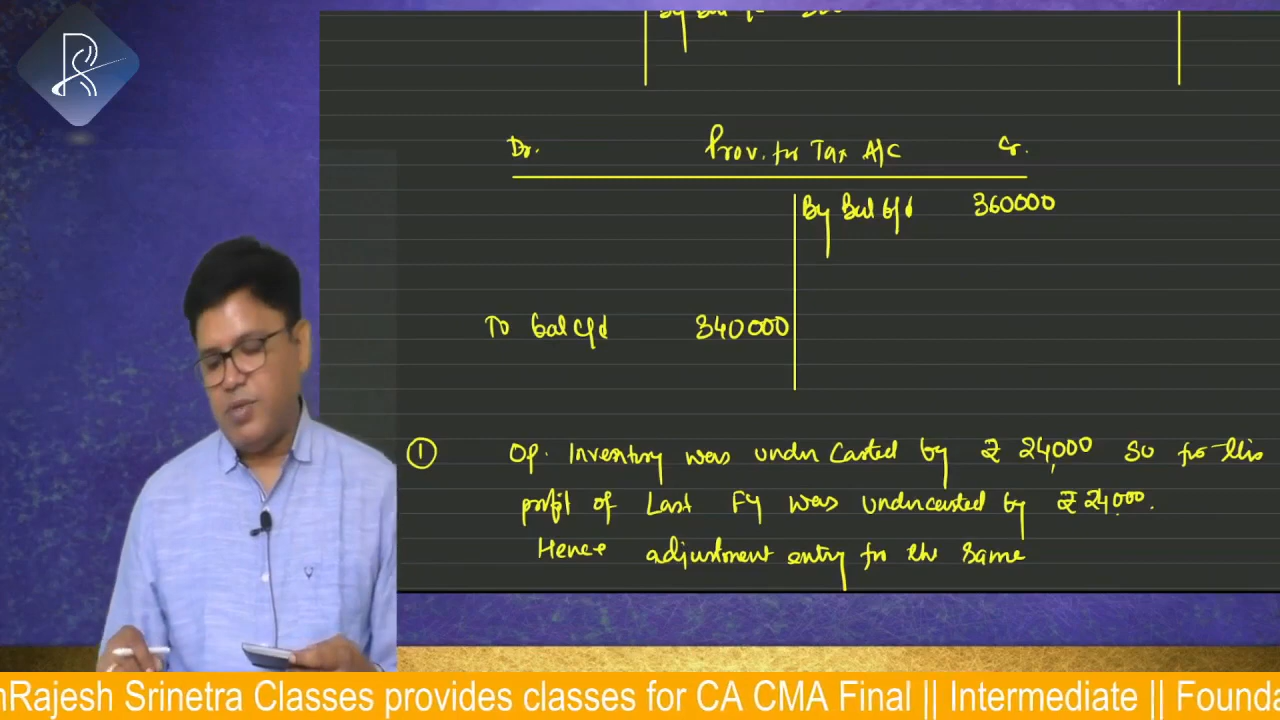 Dr. Prov. for Tax A/C Cr.
By Bal b/d 360000
To Bal C/d 340000
① Op. Inventory was under Casted by ₹ 24,000 so for this
profit of Last FY was undercasted by ₹ 24,000.
Hence adjustment entry for the same
Rajesh Srinetra Classes provides classes for CA CMA Final || Intermediate || Founda